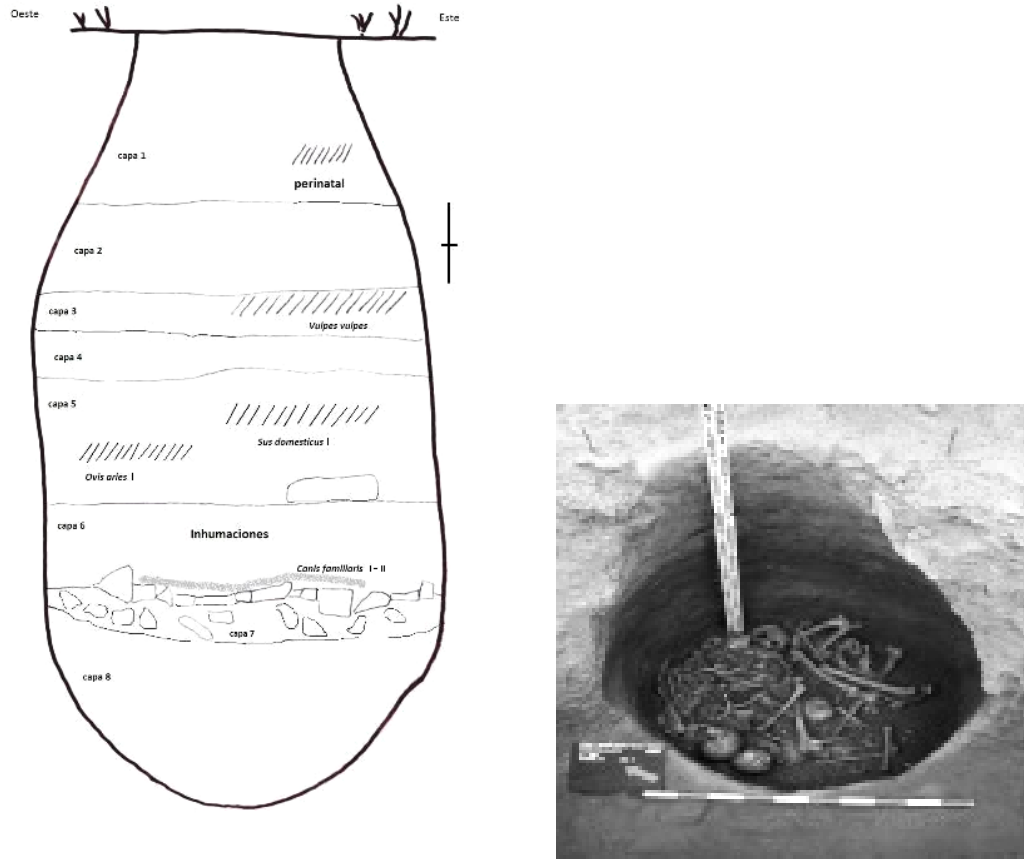 Oeste
Este
capa 1
perinatal
capa 2
capa 3
Vulpes vulpes
capa 4
capa 5
Sus domesticus I
Ovis aries I
capa 6
Inhumaciones
Canis familiaris I - II
capa 7
capa 8